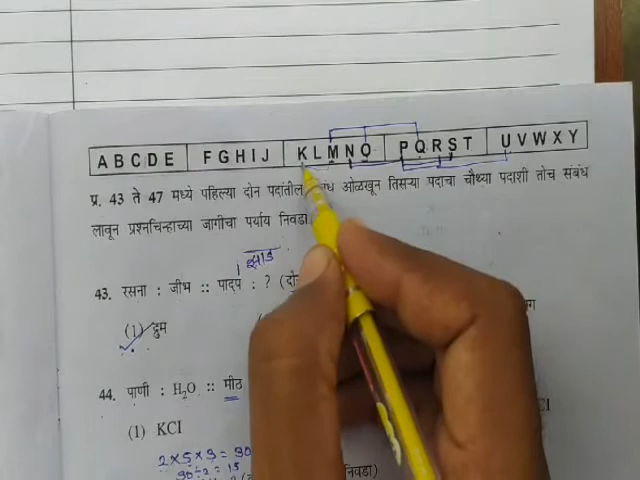 A B C D E F G H I J K L M N O P Q R S T U V W X Y
प्र. 43 ते 47 मध्ये पहिल्या दोन पदांतील ओळखून तिसऱ्या पदाचा चौथ्या पदाशी तोच संबंध
लावून प्रश्नचिन्हाच्या जागीचा पर्याय निवडा.
झाड
43. रसना : जीभ :: पादप : ? (दो
(1) द्रुम
44. पाणी : H₂O :: मीठ
(1) KCl
2×5×9 = 90
90÷2 = 15
निवडा)